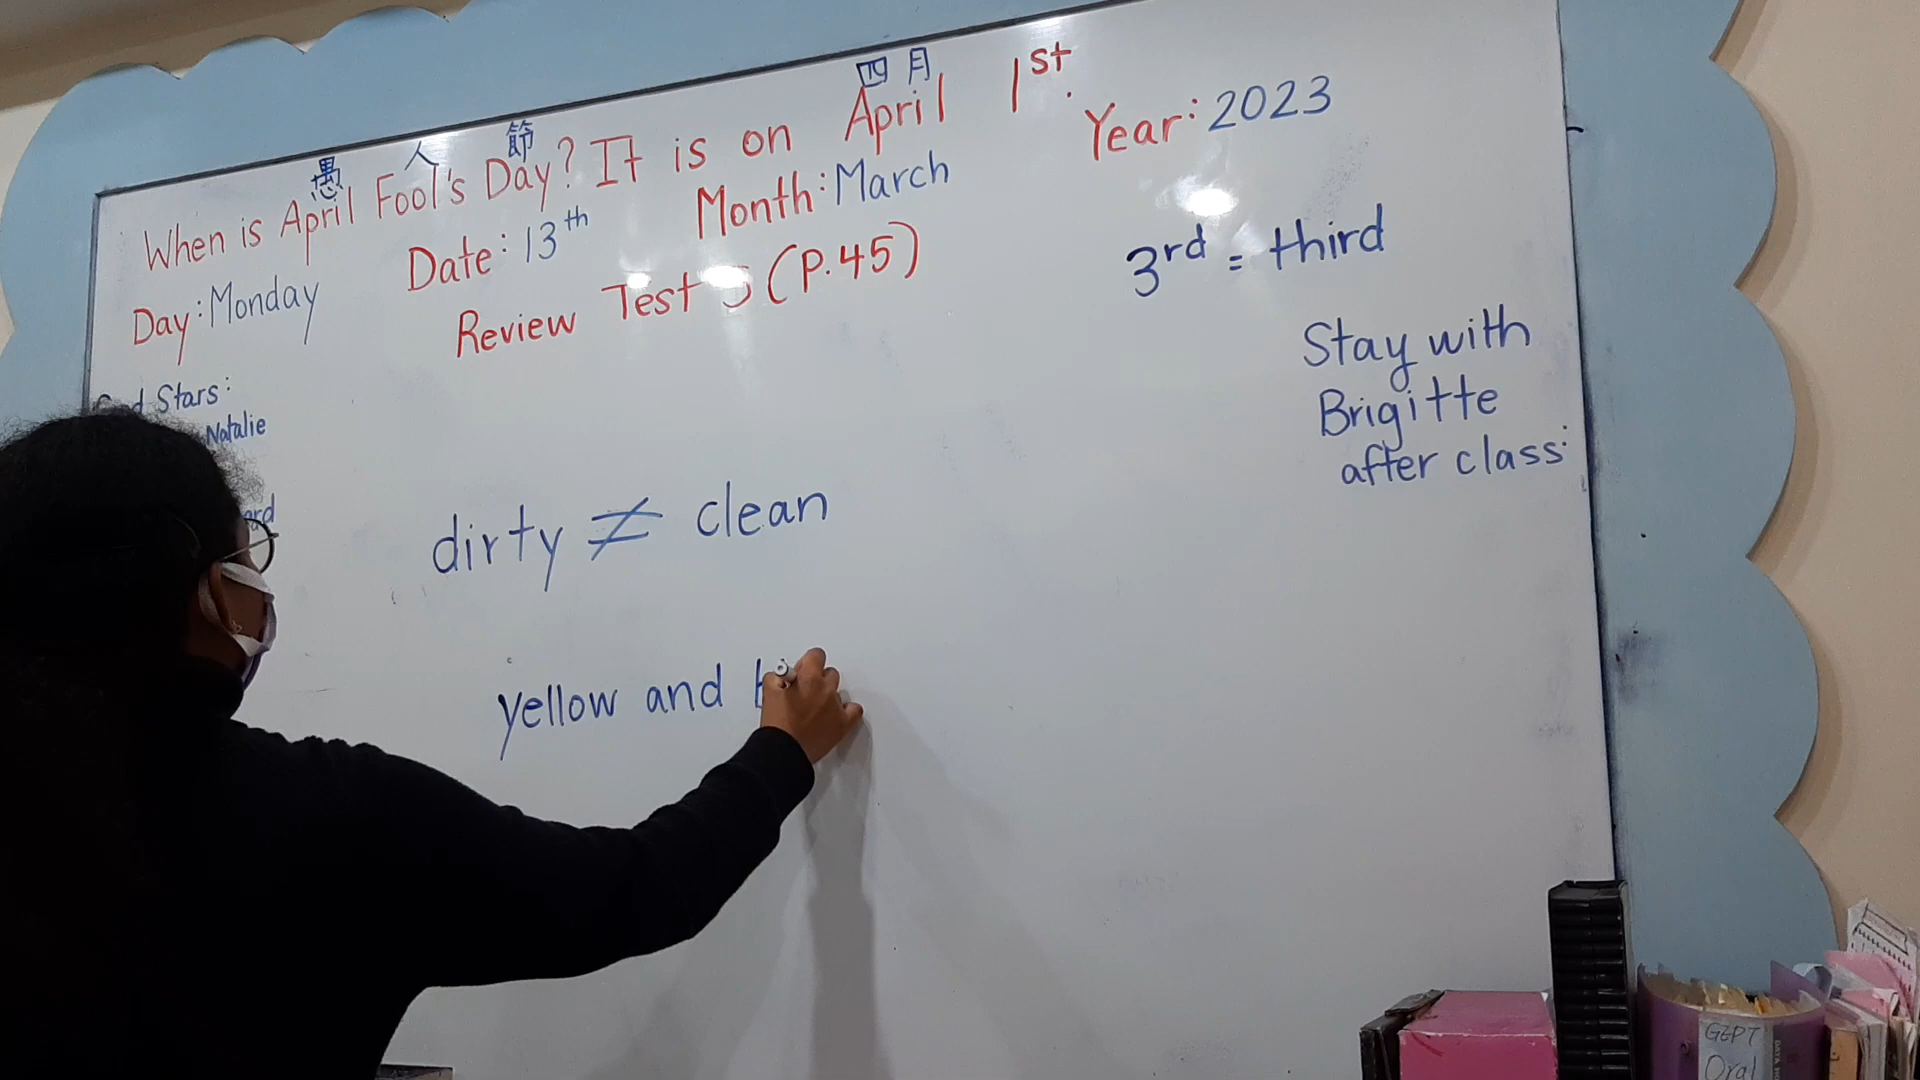 愚 人 節 四月
When is April Fool's Day? It is on April 1st.
Day: Monday Date: 13th Month: March Year: 2023
Review Test (P.45)
3rd = third
Stay with
Brigitte
after class
Stars:
Natalie
dirty ≠ clean
yellow and
GEPT
Oral